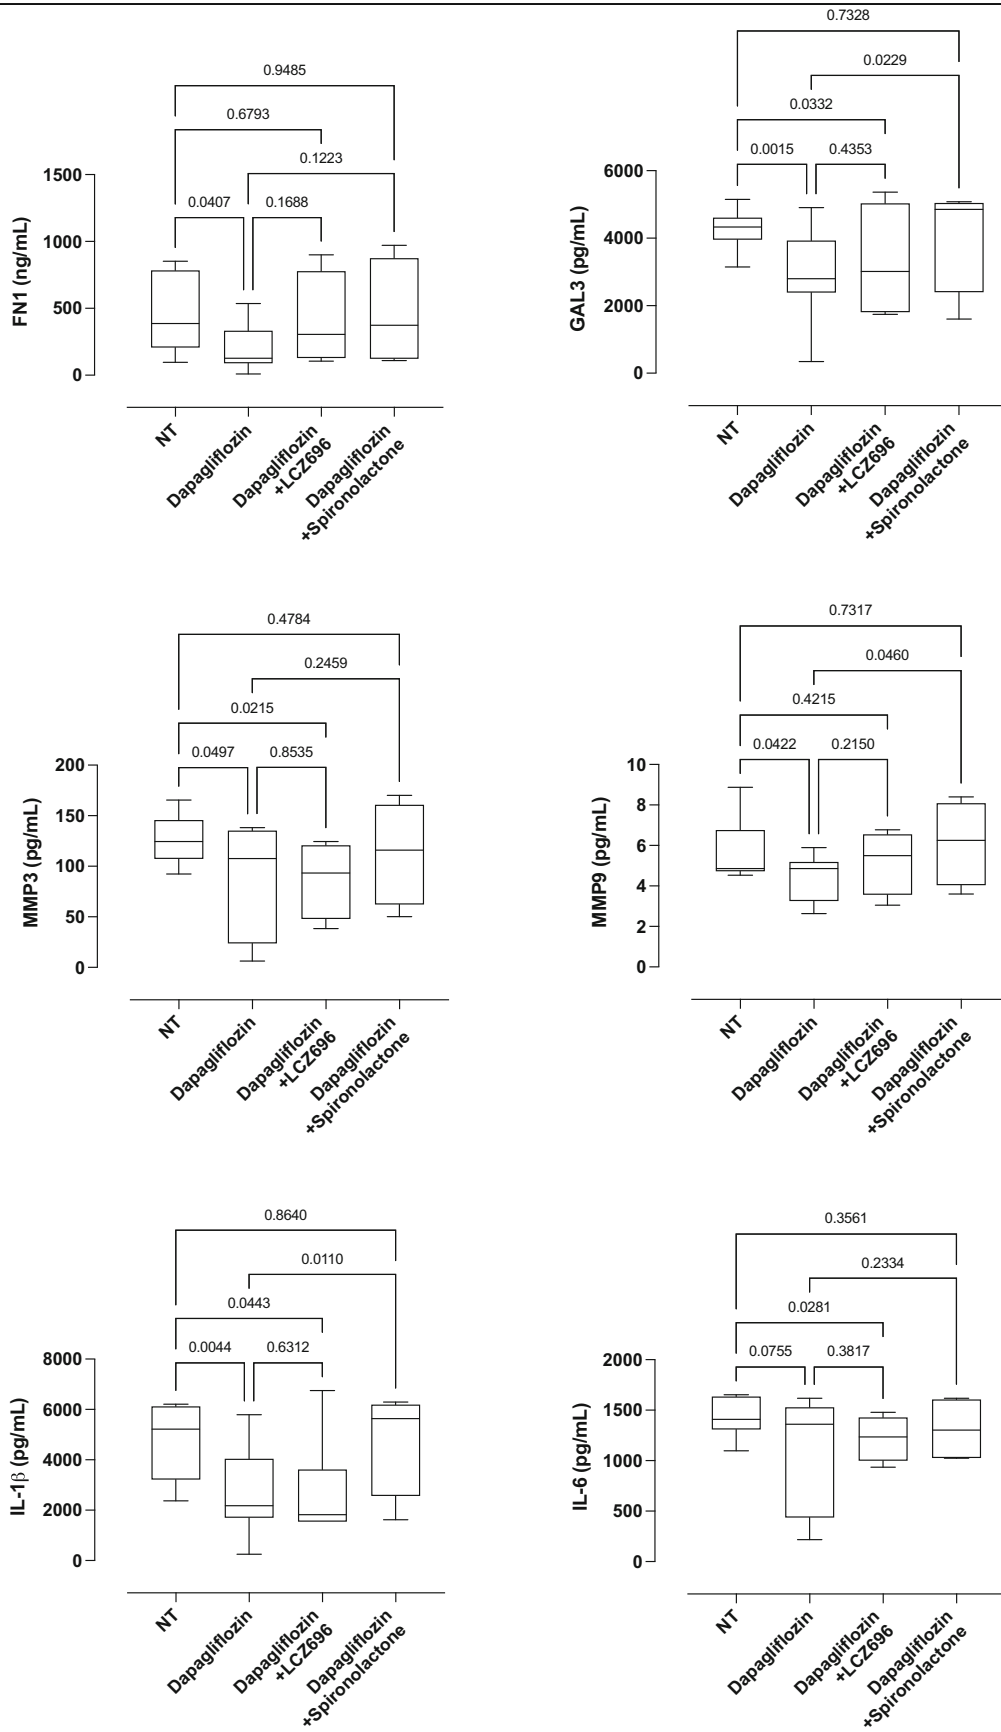 0.9485
0.6793
0.1223
0.0407
0.1688
1500
1000
500
0
FN1 (ng/mL)
NT
Dapagliflozin
Dapagliflozin
+LCZ696
Dapagliflozin
+Spironolactone
0.7328
0.0229
0.0332
0.0015
0.4353
6000
4000
2000
0
GAL3 (pg/mL)
NT
Dapagliflozin
Dapagliflozin
+LCZ696
Dapagliflozin
+Spironolactone
0.4784
0.2459
0.0215
0.0497
0.8535
200
150
100
50
0
MMP3 (pg/mL)
NT
Dapagliflozin
Dapagliflozin
+LCZ696
Dapagliflozin
+Spironolactone
0.7317
0.0460
0.4215
0.0422
0.2150
10
8
6
4
2
0
MMP9 (pg/mL)
NT
Dapagliflozin
Dapagliflozin
+LCZ696
Dapagliflozin
+Spironolactone
0.8640
0.0110
0.0443
0.0044
0.6312
8000
6000
4000
2000
0
IL-1β (pg/mL)
NT
Dapagliflozin
Dapagliflozin
+LCZ696
Dapagliflozin
+Spironolactone
0.3561
0.2334
0.0281
0.0755
0.3817
2000
1500
1000
500
0
IL-6 (pg/mL)
NT
Dapagliflozin
Dapagliflozin
+LCZ696
Dapagliflozin
+Spironolactone